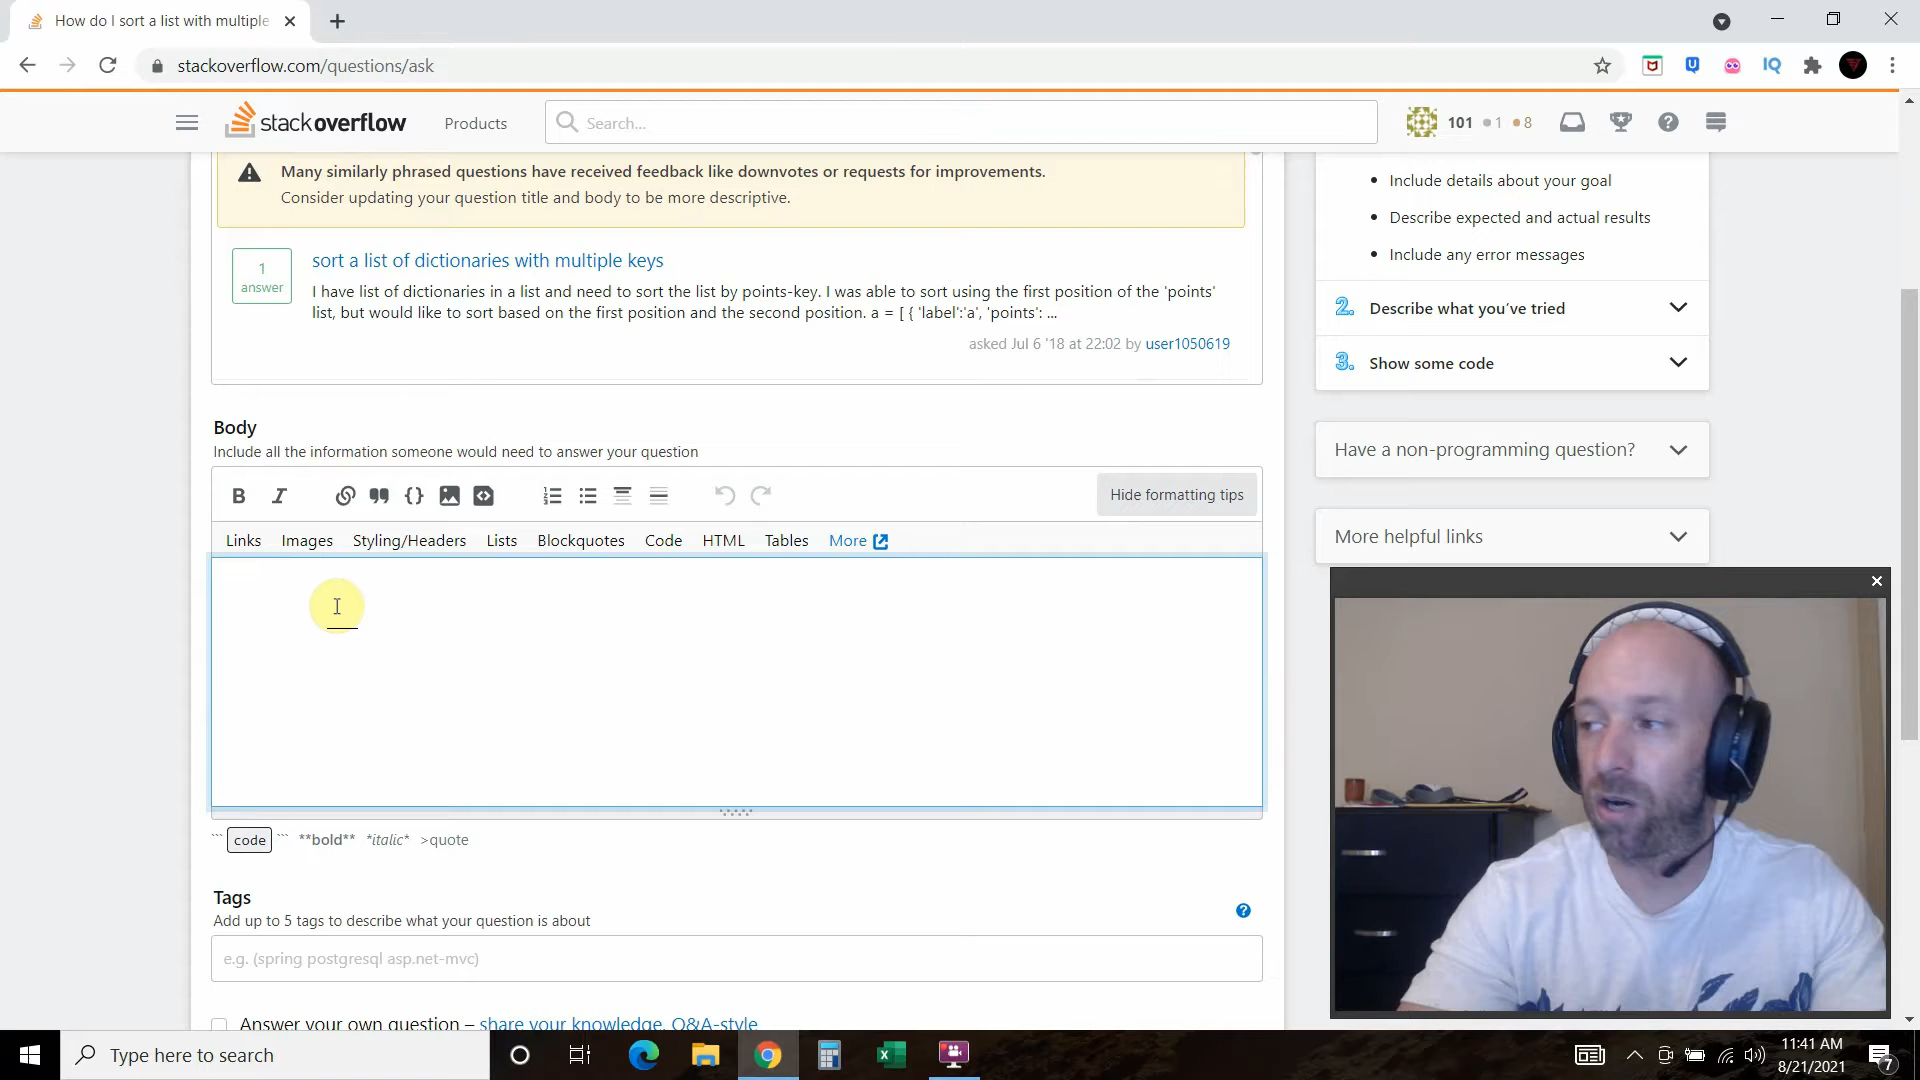 How do I sort a list with multiple
stackoverflow.com/questions/ask
IQ
stackoverflow
Products
Search...
101
1
8
Many similarly phrased questions have received feedback like downvotes or requests for improvements.
Consider updating your question title and body to be more descriptive.
1
answer
sort a list of dictionaries with multiple keys
I have list of dictionaries in a list and need to sort the list by points-key. I was able to sort using the first position of the 'points'
list, but would like to sort based on the first position and the second position. a = [ { 'label':'a', 'points': ...
asked Jul 6 '18 at 22:02 by user1050619
Body
Include all the information someone would need to answer your question
B I
Hide formatting tips
Links Images Styling/Headers Lists Blockquotes Code HTML Tables More
``` code ``` **bold** *italic* >quote
Tags
Add up to 5 tags to describe what your question is about
e.g. (spring postgresql asp.net-mvc)
Answer your own question – share your knowledge, Q&A-style
Include details about your goal
Describe expected and actual results
Include any error messages
2. Describe what you've tried
3. Show some code
Have a non-programming question?
More helpful links
Type here to search
11:41 AM
8/21/2021
7